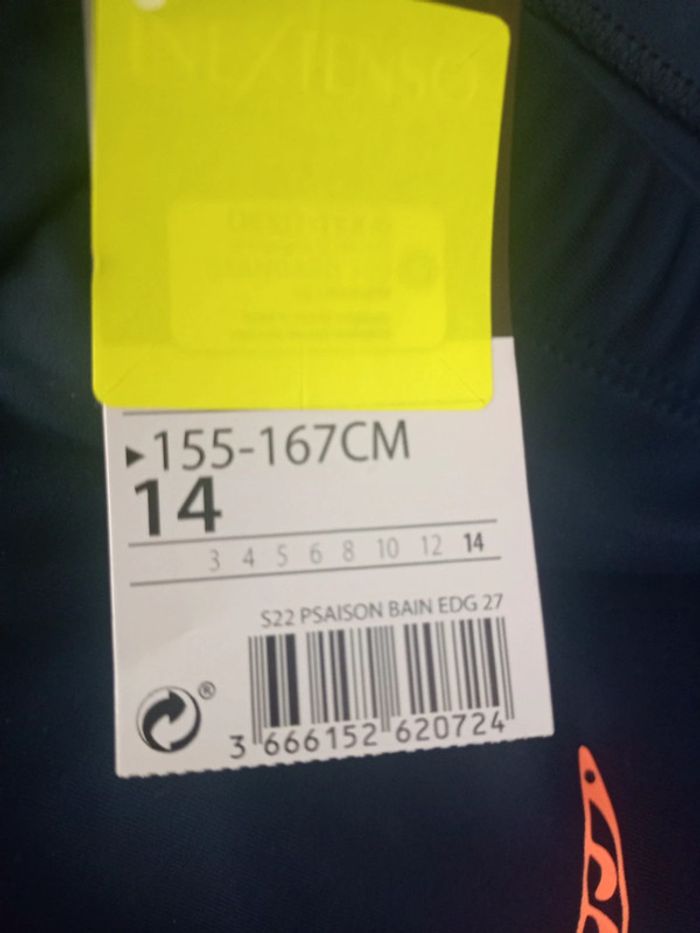 INEXTENSO
▸155-167CM
14
3 4 5 6 8 10 12 14
S22 PSAISON BAIN EDG 27
®
3 666152 620724